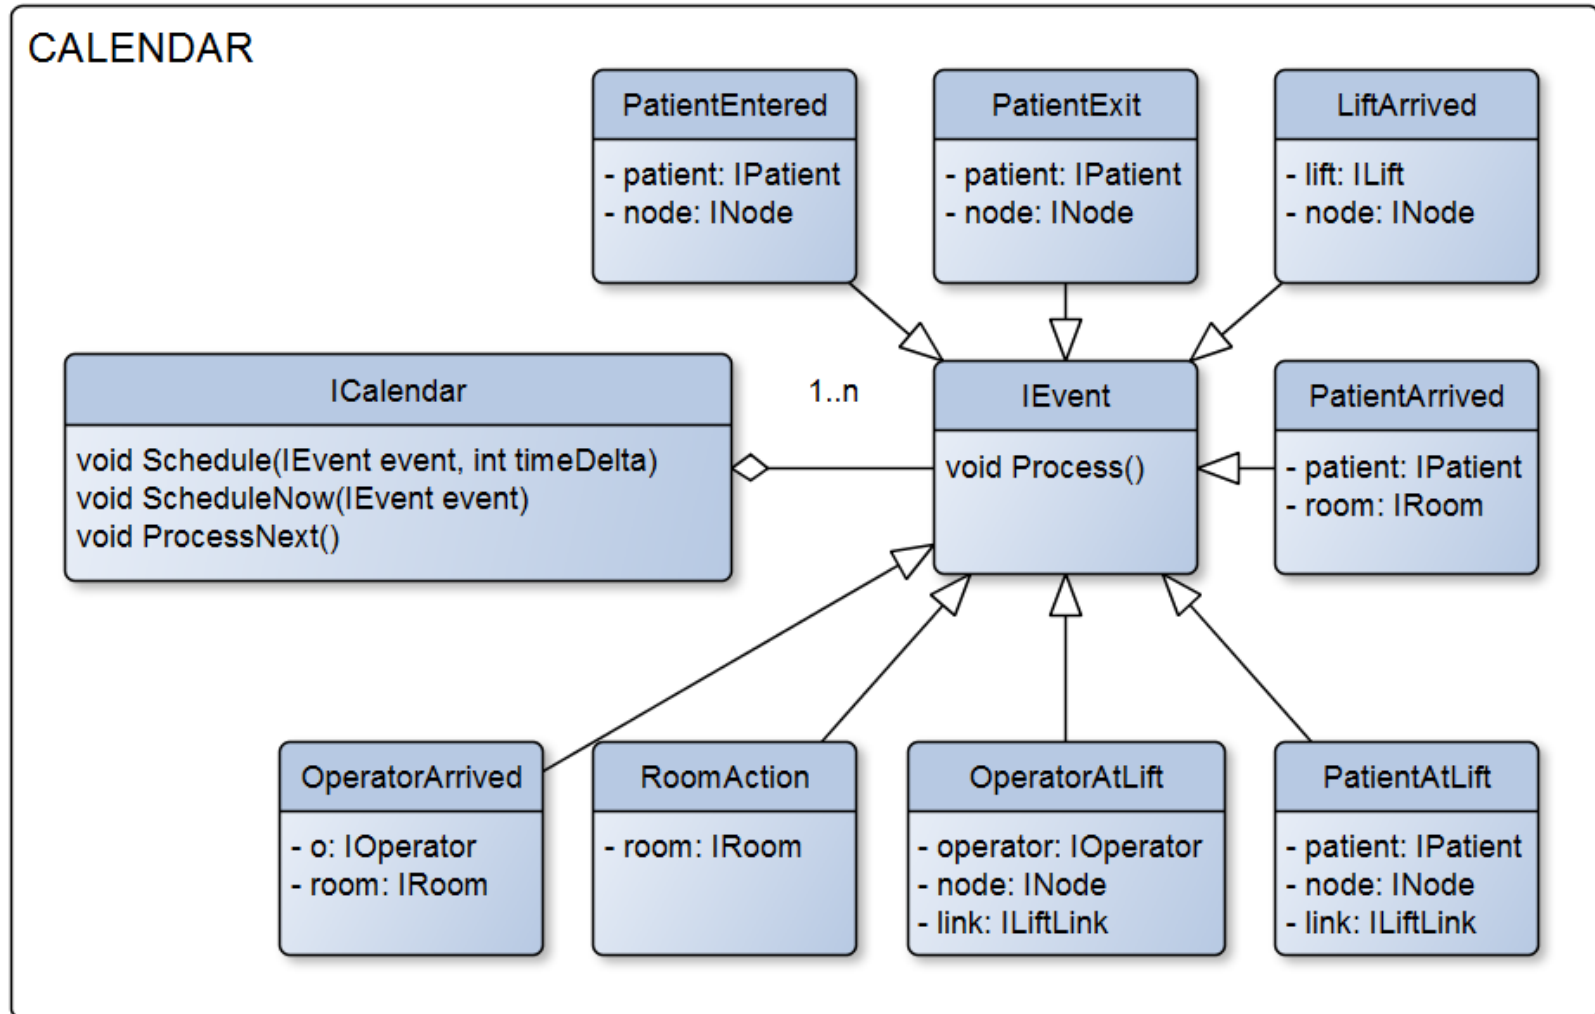 CALENDAR
PatientEntered
- patient: IPatient
- node: INode
PatientExit
- patient: IPatient
- node: INode
LiftArrived
- lift: ILift
- node: INode
ICalendar
void Schedule(IEvent event, int timeDelta)
void ScheduleNow(IEvent event)
void ProcessNext()
1..n
IEvent
void Process()
PatientArrived
- patient: IPatient
- room: IRoom
OperatorArrived
- o: IOperator
- room: IRoom
RoomAction
- room: IRoom
OperatorAtLift
- operator: IOperator
- node: INode
- link: ILiftLink
PatientAtLift
- patient: IPatient
- node: INode
- link: ILiftLink